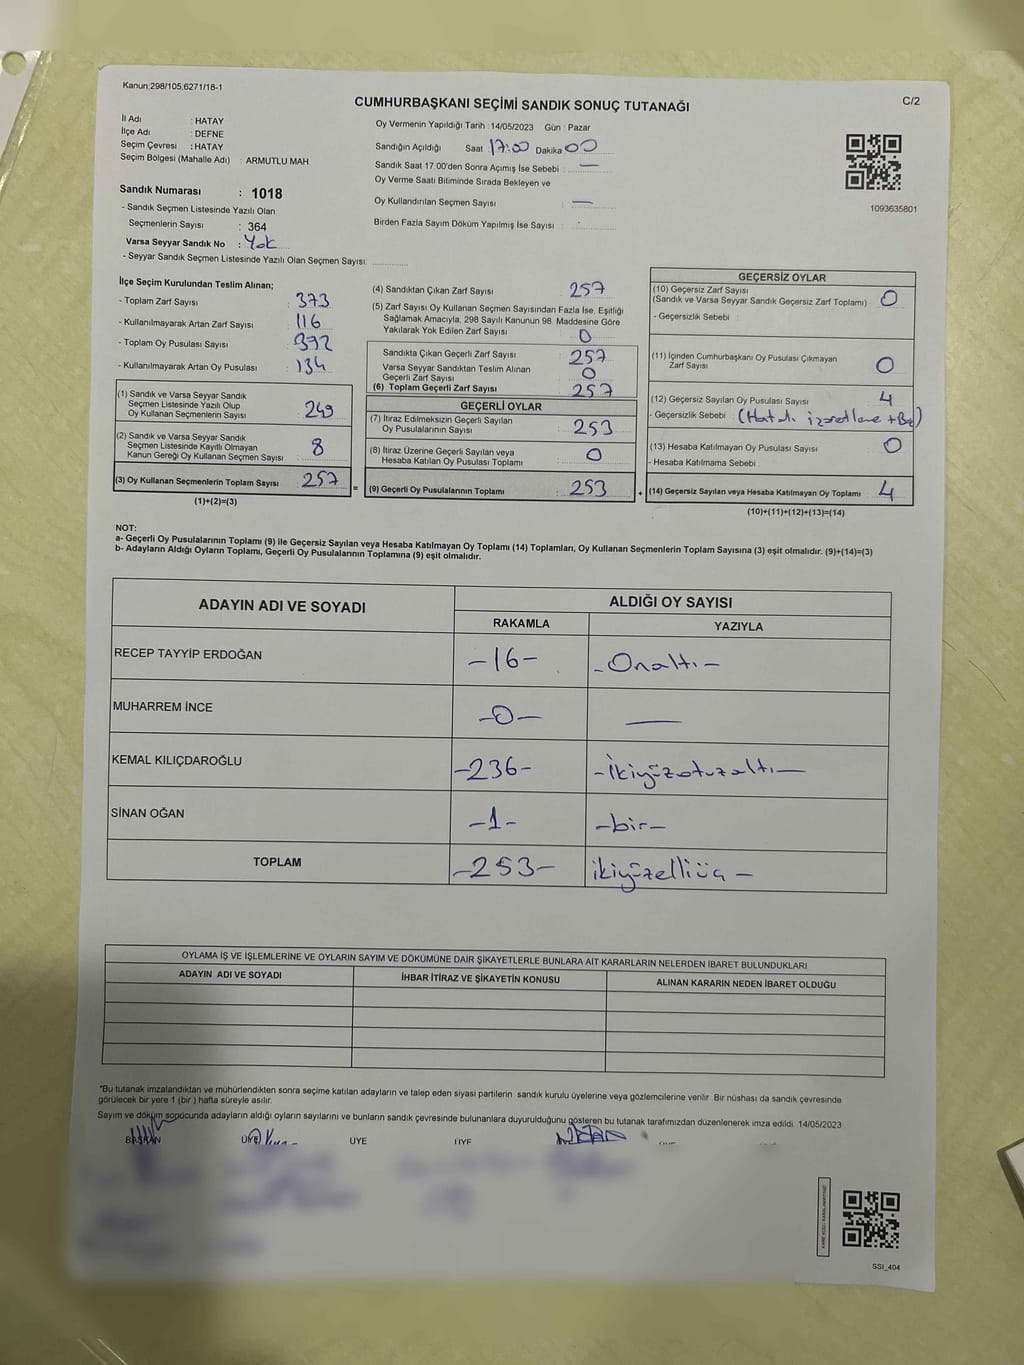 Kanun:298/105,6271/18-1
CUMHURBAŞKANI SEÇİMİ SANDIK SONUÇ TUTANAĞI
C/2
İl Adı : HATAY
İlçe Adı : DEFNE
Seçim Çevresi : HATAY
Seçim Bölgesi (Mahalle Adı) : ARMUTLU MAH.
Sandık Numarası : 1018
- Sandık Seçmen Listesinde Yazılı Olan
Seçmenlerin Sayısı : 364
Varsa Seyyar Sandık No : Yok
- Seyyar Sandık Seçmen Listesinde Yazılı Olan Seçmen Sayısı:
Oy Vermenin Yapıldığı Tarih :14/05/2023 Gün : Pazar
Sandığın Açıldığı Saat 17:00 Dakika 00
Sandık Saat 17.00'den Sonra Açımış İse Sebebi : —
Oy Verme Saati Bitiminde Sırada Bekleyen ve
Oy Kullandırılan Seçmen Sayısı : —
Birden Fazla Sayım Döküm Yapılmış İse Sayısı :
1093635801
İlçe Seçim Kurulundan Teslim Alınan;
- Toplam Zarf Sayısı 373
- Kullanılmayarak Artan Zarf Sayısı : 116
- Toplam Oy Pusulası Sayısı : 392
- Kullanılmayarak Artan Oy Pusulası : 134
(1) Sandık ve Varsa Seyyar Sandık
Seçmen Listesinde Yazılı Olup
Oy Kullanan Seçmenlerin Sayısı 249
(2) Sandık ve Varsa Seyyar Sandık
Seçmen Listesinde Kayıtlı Olmayan
Kanun Gereği Oy Kullanan Seçmen Sayısı 8
(3) Oy Kullanan Seçmenlerin Toplam Sayısı 257
(1)+(2)=(3)
(4) Sandıktan Çıkan Zarf Sayısı : 257
(5) Zarf Sayısı Oy Kullanan Seçmen Sayısından Fazla İse, Eşitliği
Sağlamak Amacıyla; 298 Sayılı Kanunun 98. Maddesine Göre
Yakılarak Yok Edilen Zarf Sayısı 0
Sandıkta Çıkan Geçerli Zarf Sayısı : 257
Varsa Seyyar Sandıktan Teslim Alınan
Geçerli Zarf Sayısı 0
(6) Toplam Geçerli Zarf Sayısı 257
GEÇERLİ OYLAR
(7) İtiraz Edilmeksizin Geçerli Sayılan
Oy Pusulalarının Sayısı 253
(8) İtiraz Üzerine Geçerli Sayılan veya
Hesaba Katılan Oy Pusulası Toplamı 0
= (9) Geçerli Oy Pusulalarının Toplamı 253
GEÇERSİZ OYLAR
(10) Geçersiz Zarf Sayısı
(Sandık ve Varsa Seyyar Sandık Geçersiz Zarf Toplamı) : 0
- Geçersizlik Sebebi :
(11) İçinden Cumhurbaşkanı Oy Pusulası Çıkmayan
Zarf Sayısı 0
(12) Geçersiz Sayılan Oy Pusulası Sayısı 4
- Geçersizlik Sebebi (Hatalı
(13) Hesaba Katılmayan Oy Pusulası Sayısı 0
- Hesaba Katılmama Sebebi
+ (14) Geçersiz Sayılan veya Hesaba Katılmayan Oy Toplamı : 4
(10)+(11)+(12)+(13)=(14)
NOT:
a- Geçerli Oy Pusulalarının Toplamı (9) ile Geçersiz Sayılan veya Hesaba Katılmayan Oy Toplamı (14) Toplamları, Oy Kullanan Seçmenlerin Toplam Sayısına (3) eşit olmalıdır. (9)+(14)=(3)
b- Adayların Aldığı Oyların Toplamı, Geçerli Oy Pusulalarının Toplamına (9) eşit olmalıdır.
ADAYIN ADI VE SOYADI
ALDIĞI OY SAYISI
RAKAMLA YAZIYLA
RECEP TAYYİP ERDOĞAN -16- -Onaltı-
MUHARREM İNCE -0- —
KEMAL KILIÇDAROĞLU -236- -İkiyüzotuzaltı-
SİNAN OĞAN -1- -bir-
TOPLAM -253- ikiyüzelliüç-
OYLAMA İŞ VE İŞLEMLERİNE VE OYLARIN SAYIM VE DÖKÜMÜNE DAİR ŞİKAYETLERLE BUNLARA AİT KARARLARIN NELERDEN İBARET BULUNDUKLARI
ADAYIN ADI VE SOYADI İHBAR İTİRAZ VE ŞİKAYETİN KONUSU ALINAN KARARIN NEDEN İBARET OLDUĞU
*Bu tutanak imzalandıktan ve mühürlendikten sonra seçime katılan adayların ve talep eden siyasi partilerin sandık kurulu üyelerine veya gözlemcilerine verilir. Bir nüshası da sandık çevresinde
görülecek bir yere 1 (bir ) hafta süreyle asılır.
Sayım ve döküm sonucunda adayların aldığı oyların sayılarını ve bunların sandık çevresinde bulunanlara duyurulduğunu gösteren bu tutanak tarafımızdan düzenlenerek imza edildi. 14/05/2023
BAŞKAN ÜYE ÜYE ÜYE
SSI_404